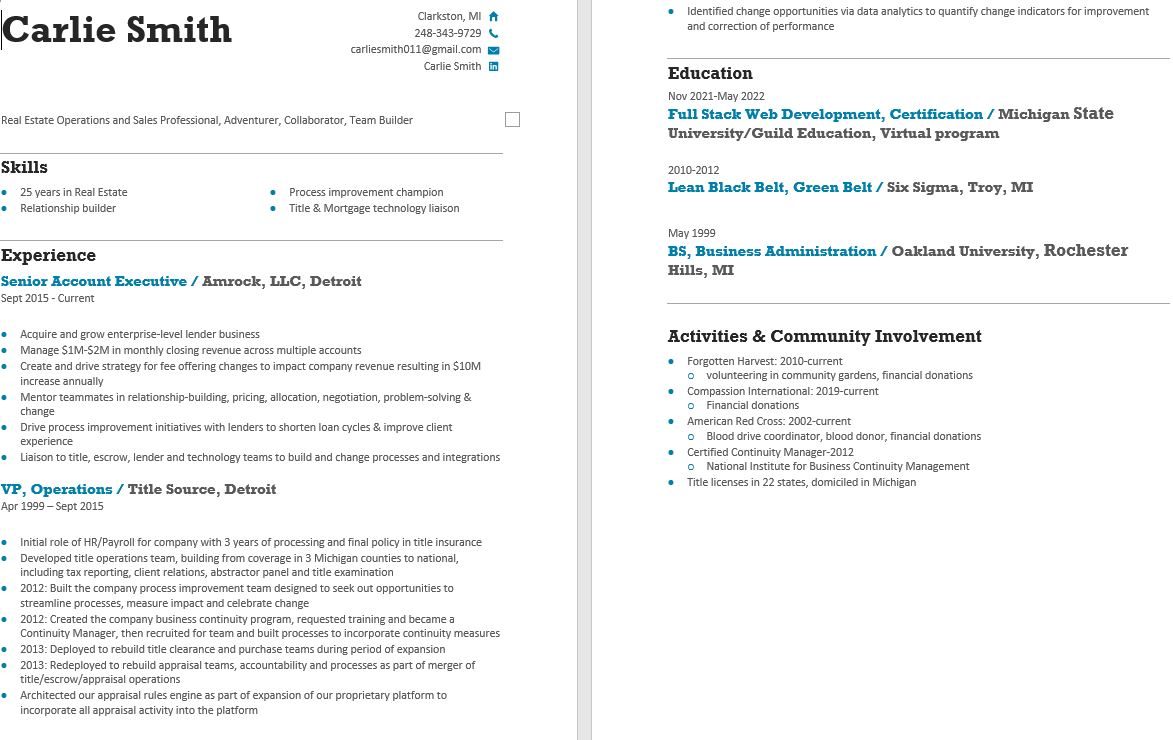 Carlie Smith
Clarkston, MI
248-343-9729
carliesmith011@gmail.com
Carlie Smith
Real Estate Operations and Sales Professional, Adventurer, Collaborator, Team Builder
Skills
25 years in Real Estate
Relationship builder
Process improvement champion
Title & Mortgage technology liaison
Experience
Senior Account Executive / Amrock, LLC, Detroit
Sept 2015 - Current
Acquire and grow enterprise-level lender business
Manage $1M-$2M in monthly closing revenue across multiple accounts
Create and drive strategy for fee offering changes to impact company revenue resulting in $10M
increase annually
Mentor teammates in relationship-building, pricing, allocation, negotiation, problem-solving &
change
Drive process improvement initiatives with lenders to shorten loan cycles & improve client
experience
Liaison to title, escrow, lender and technology teams to build and change processes and integrations
VP, Operations / Title Source, Detroit
Apr 1999 – Sept 2015
Initial role of HR/Payroll for company with 3 years of processing and final policy in title insurance
Developed title operations team, building from coverage in 3 Michigan counties to national,
including tax reporting, client relations, abstractor panel and title examination
2012: Built the company process improvement team designed to seek out opportunities to
streamline processes, measure impact and celebrate change
2012: Created the company business continuity program, requested training and became a
Continuity Manager, then recruited for team and built processes to incorporate continuity measures
2013: Deployed to rebuild title clearance and purchase teams during period of expansion
2013: Redeployed to rebuild appraisal teams, accountability and processes as part of merger of
title/escrow/appraisal operations
Architected our appraisal rules engine as part of expansion of our proprietary platform to
incorporate all appraisal activity into the platform
Identified change opportunities via data analytics to quantify change indicators for improvement
and correction of performance
Education
Nov 2021-May 2022
Full Stack Web Development, Certification / Michigan State
University/Guild Education, Virtual program
2010-2012
Lean Black Belt, Green Belt / Six Sigma, Troy, MI
May 1999
BS, Business Administration / Oakland University, Rochester
Hills, MI
Activities & Community Involvement
Forgotten Harvest: 2010-current
volunteering in community gardens, financial donations
Compassion International: 2019-current
Financial donations
American Red Cross: 2002-current
Blood drive coordinator, blood donor, financial donations
Certified Continuity Manager-2012
National Institute for Business Continuity Management
Title licenses in 22 states, domiciled in Michigan